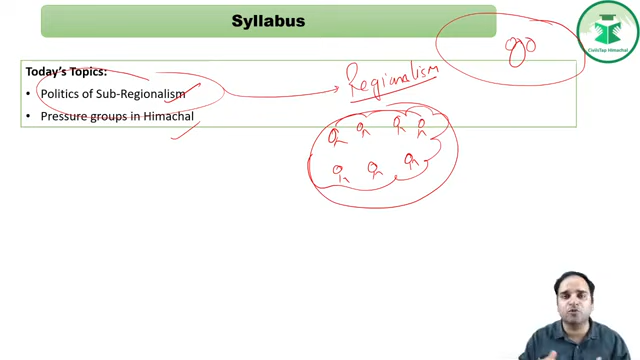 Syllabus
CivilsTap Himachal
Today's Topics:
Regionalism
• Politics of Sub-Regionalism
• Pressure groups in Himachal